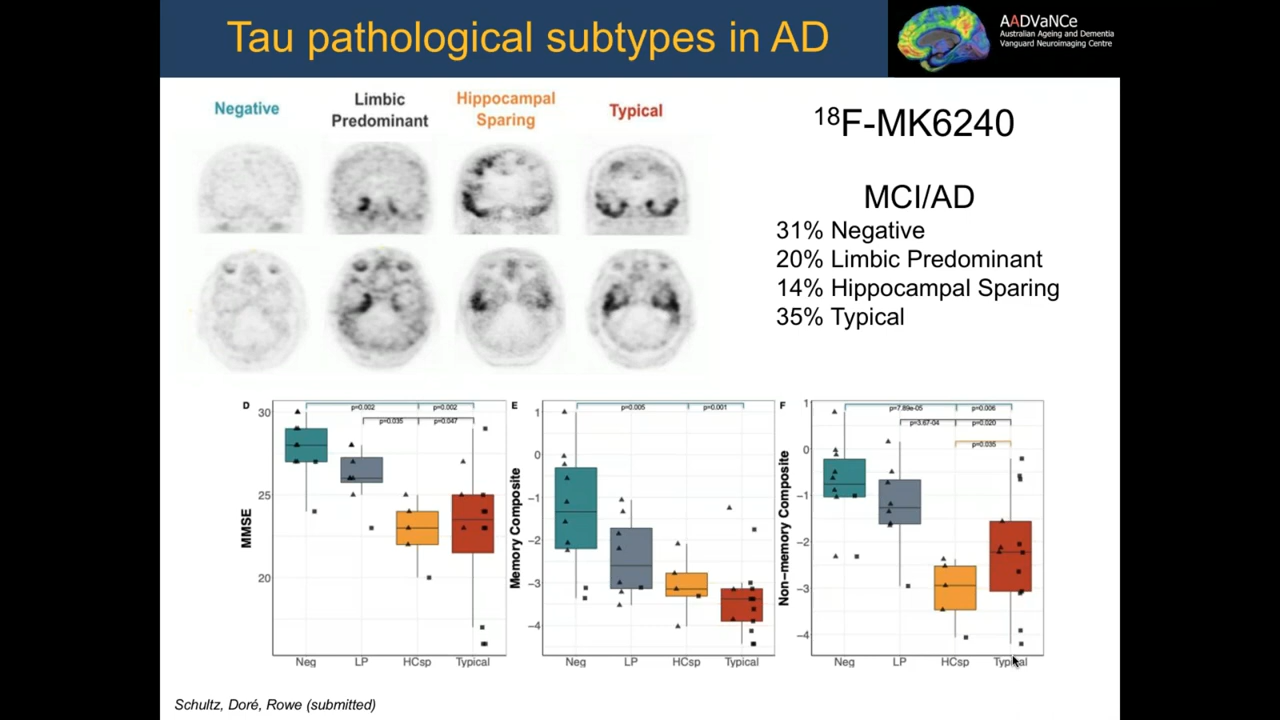 Tau pathological subtypes in AD
AADVaNCe
Australian Ageing and Dementia
Vanguard Neuroimaging Centre
Negative
Limbic
Predominant
Hippocampal
Sparing
Typical
18F-MK6240
MCI/AD
31% Negative
20% Limbic Predominant
14% Hippocampal Sparing
35% Typical
D
MMSE
30
25
20
p=0.002
p=0.002
p=0.035
p=0.047
Neg
LP
HCsp
Typical
E
Memory Composite
1
0
−1
−2
−3
−4
p=0.005
p=0.001
Neg
LP
HCsp
Typical
F
Non−memory Composite
1
0
−1
−2
−3
−4
p=7.89e-05
p=0.006
p=3.67-04
p=0.020
p=0.035
Neg
LP
HCsp
Typical
Schultz, Doré, Rowe (submitted)